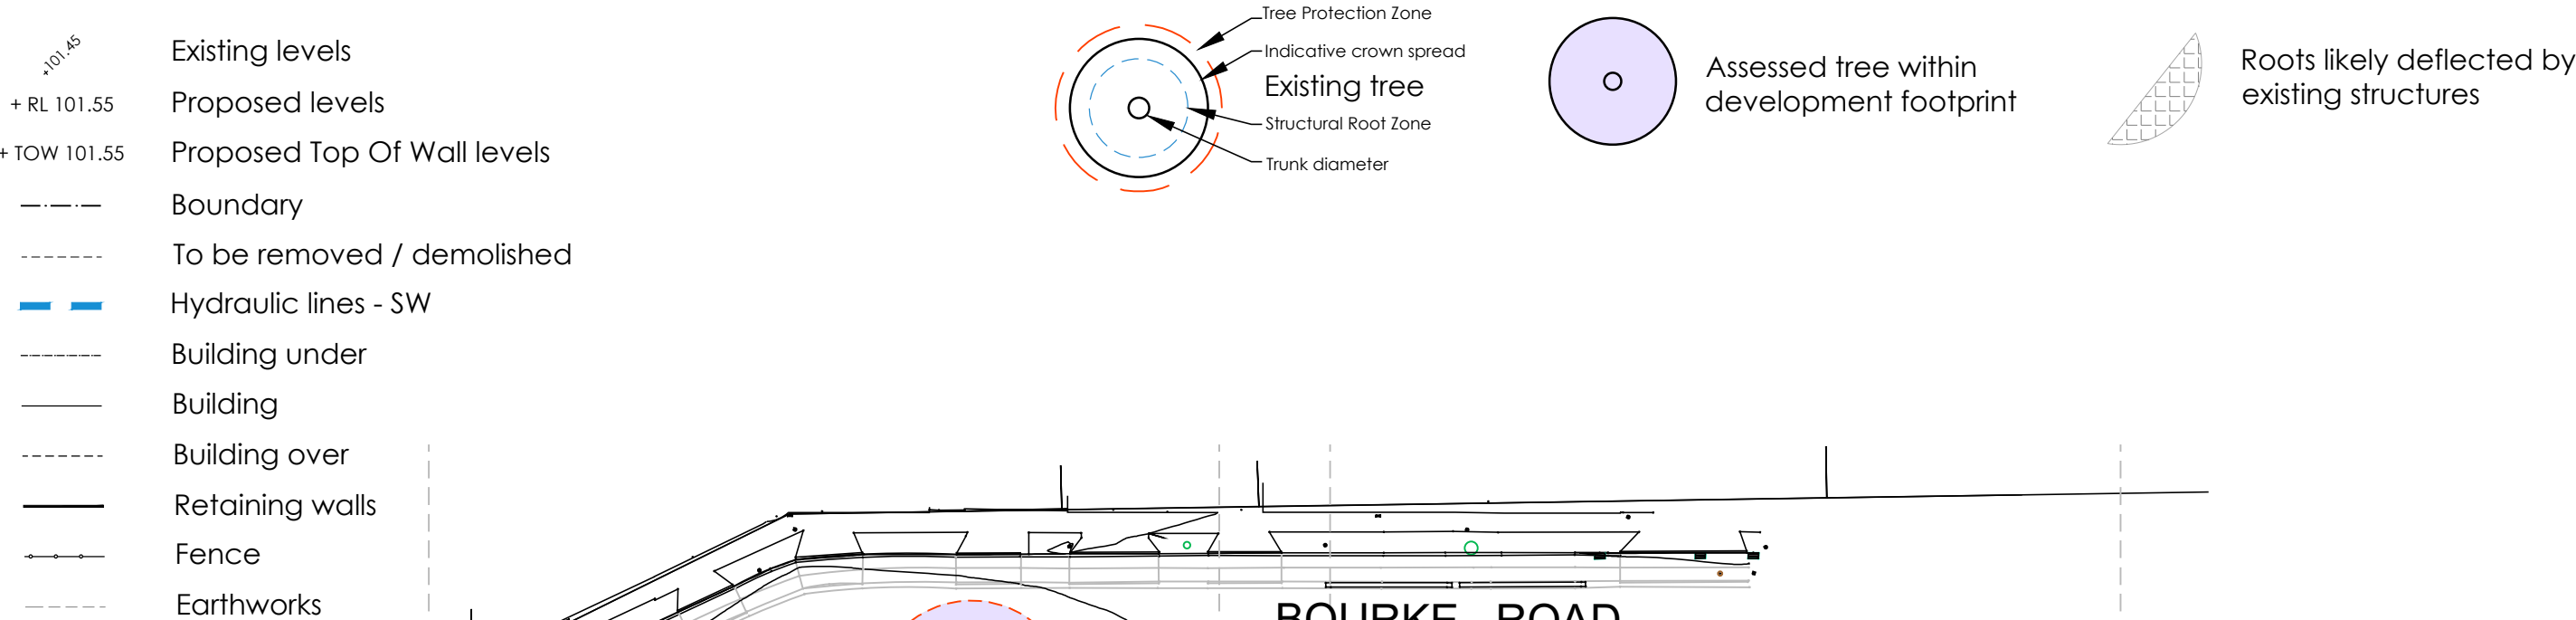 +101.45 Existing levels
+ RL 101.55 Proposed levels
+ TOW 101.55 Proposed Top Of Wall levels
Boundary
To be removed / demolished
Hydraulic lines - SW
Building under
Building
Building over
Retaining walls
Fence
Earthworks
Tree Protection Zone
Indicative crown spread
Existing tree
Structural Root Zone
Trunk diameter
Assessed tree within
development footprint
Roots likely deflected by
existing structures
BOURKE ROAD